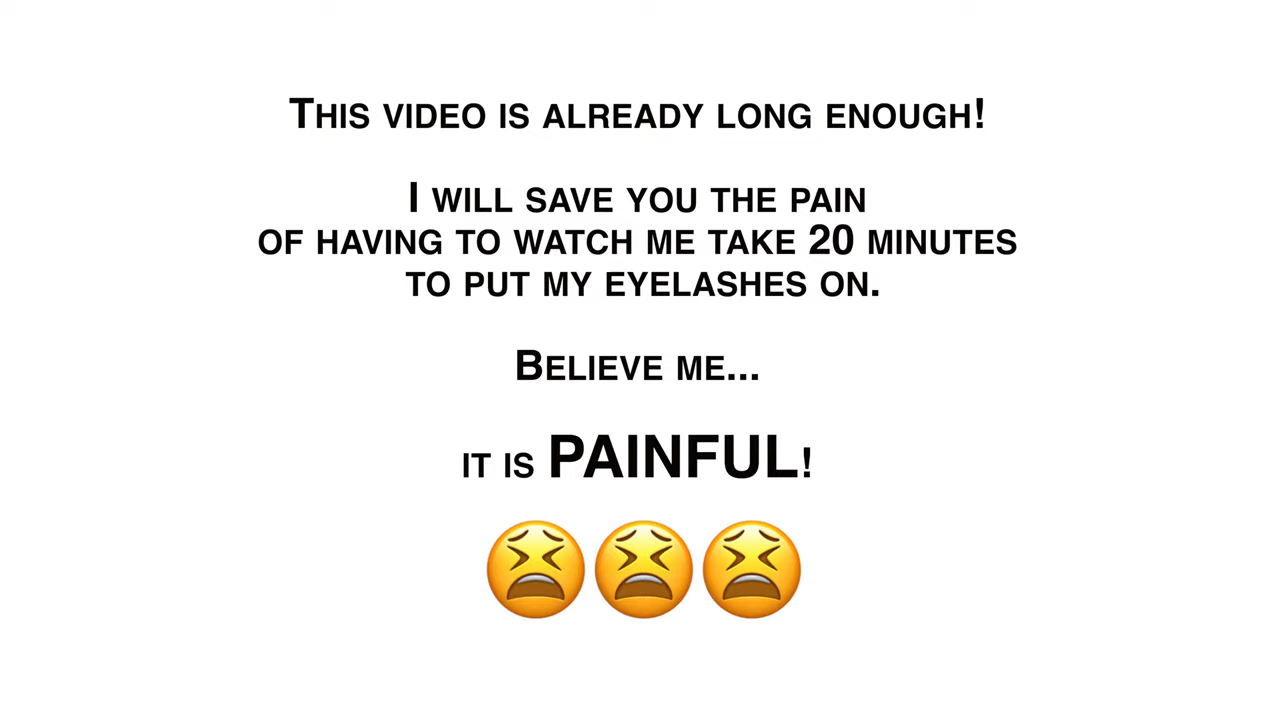 This video is already long enough!
I will save you the pain
of having to watch me take 20 minutes
to put my eyelashes on.
Believe me...
it is PAINFUL!